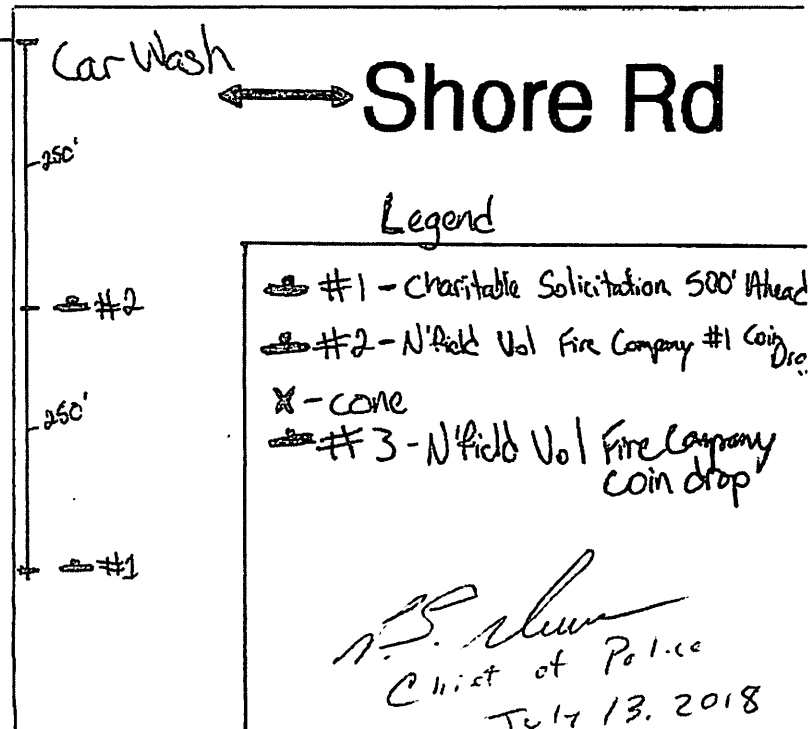 Car Wash
Shore Rd
250'
Legend
#1 - Charitable Solicitation 500' Ahead
#2
#2 - N'field Vol Fire Company #1 Coin
X - cone
250'
#3 - N'field Vol Fire Company
coin drop
#1
Chief of Police
July 13. 2018